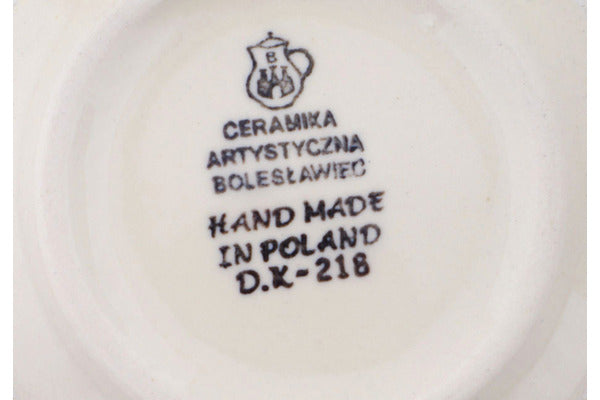 B
CERAMIKA
ARTYSTYCZNA
BOLESŁAWIEC
HAND MADE
IN POLAND
D.K-218